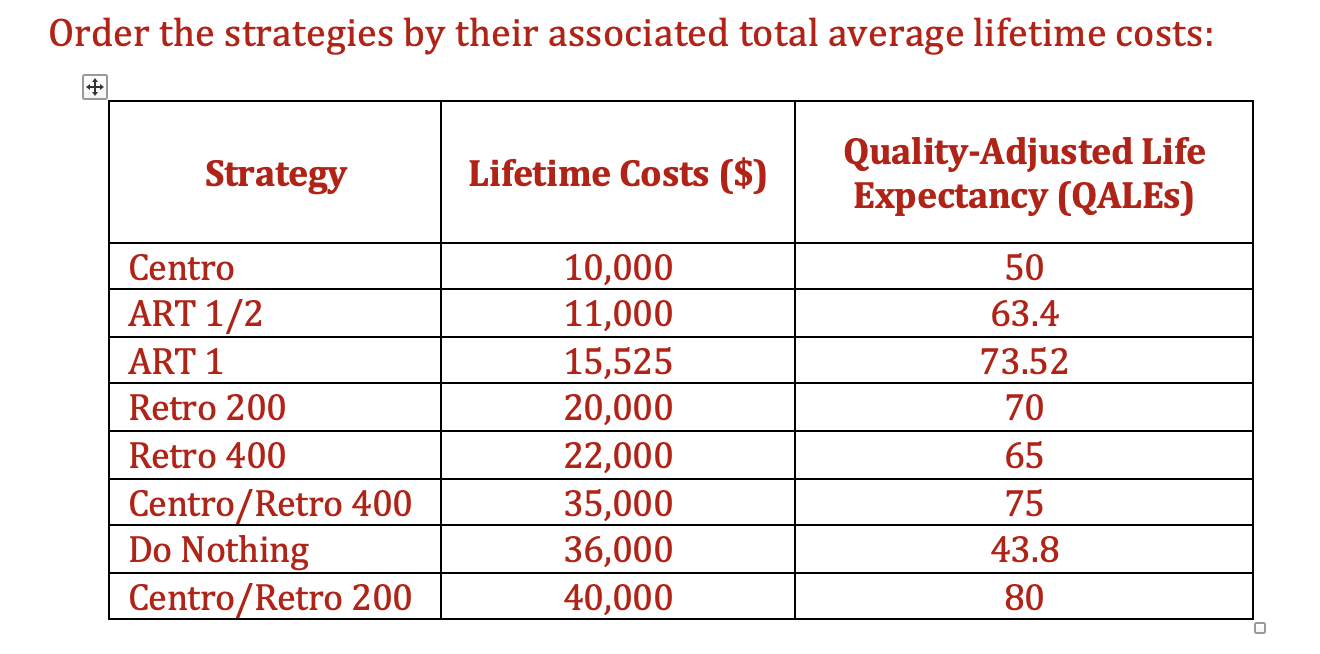 Order the strategies by their associated total average lifetime costs:
Strategy Lifetime Costs ($) Quality-Adjusted Life
Expectancy (QALEs)
Centro 10,000 50
ART 1/2 11,000 63.4
ART 1 15,525 73.52
Retro 200 20,000 70
Retro 400 22,000 65
Centro/Retro 400 35,000 75
Do Nothing 36,000 43.8
Centro/Retro 200 40,000 80